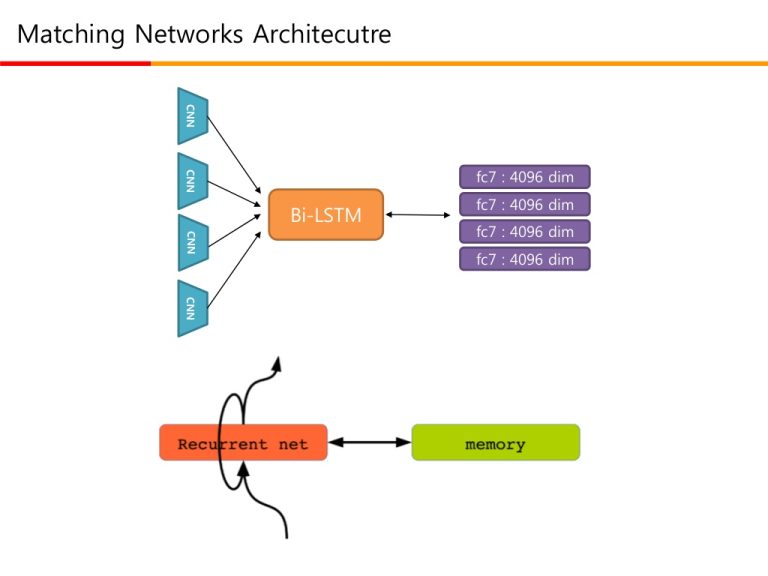 Matching Networks Architecutre
CNN
CNN
CNN
CNN
Bi-LSTM
fc7 : 4096 dim
fc7 : 4096 dim
fc7 : 4096 dim
fc7 : 4096 dim
Recurrent net
memory